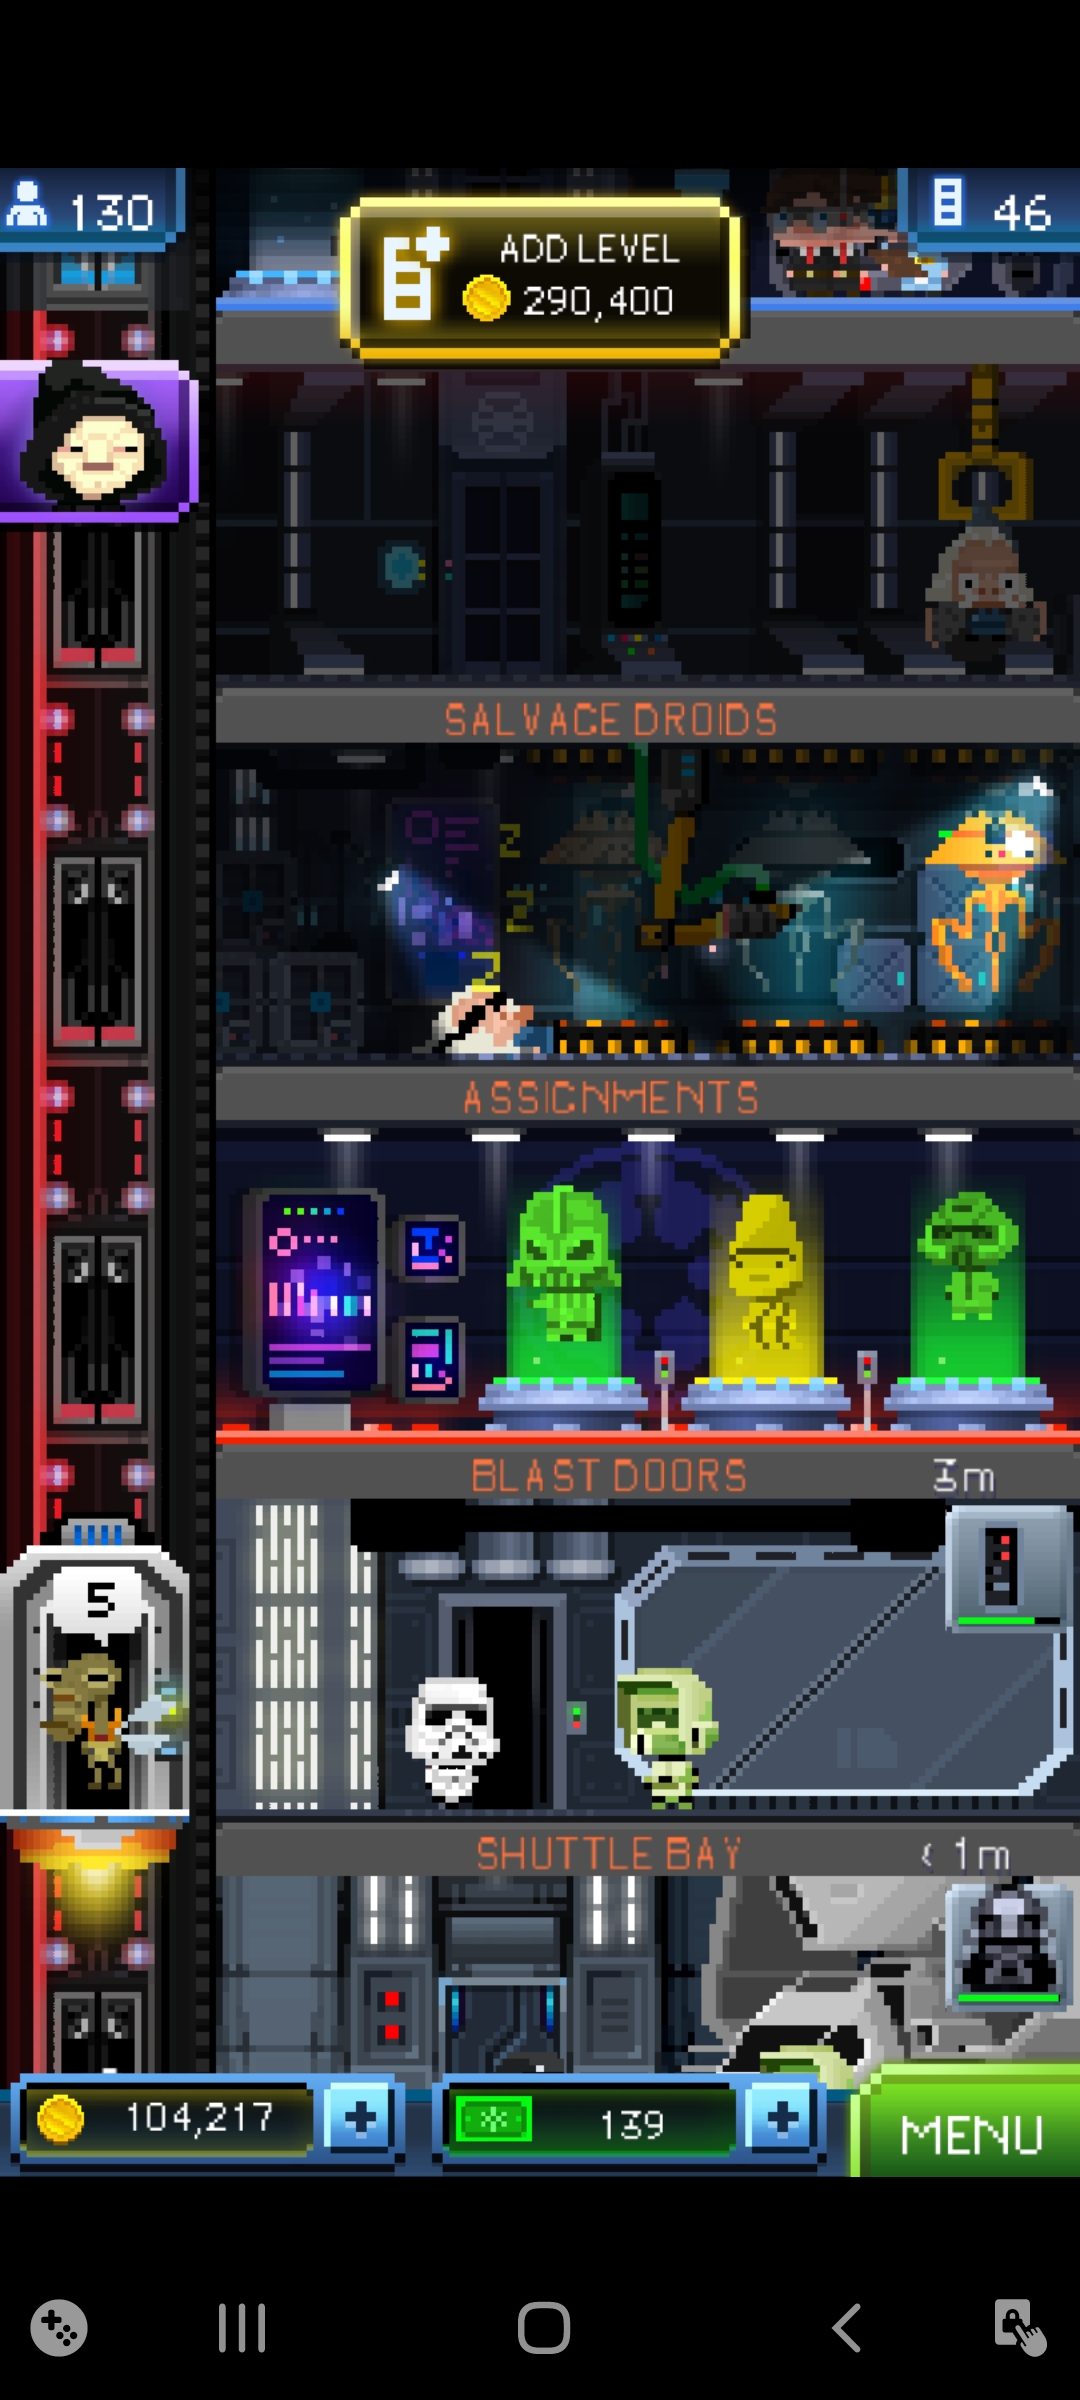 130
46
ADD LEVEL
290,400
SALVAGE DROIDS
Z
Z
Z
ASSIGNMENTS
BLAST DOORS 3m
5
SHUTTLE BAY < 1m
104,217 +
139 +
MENU